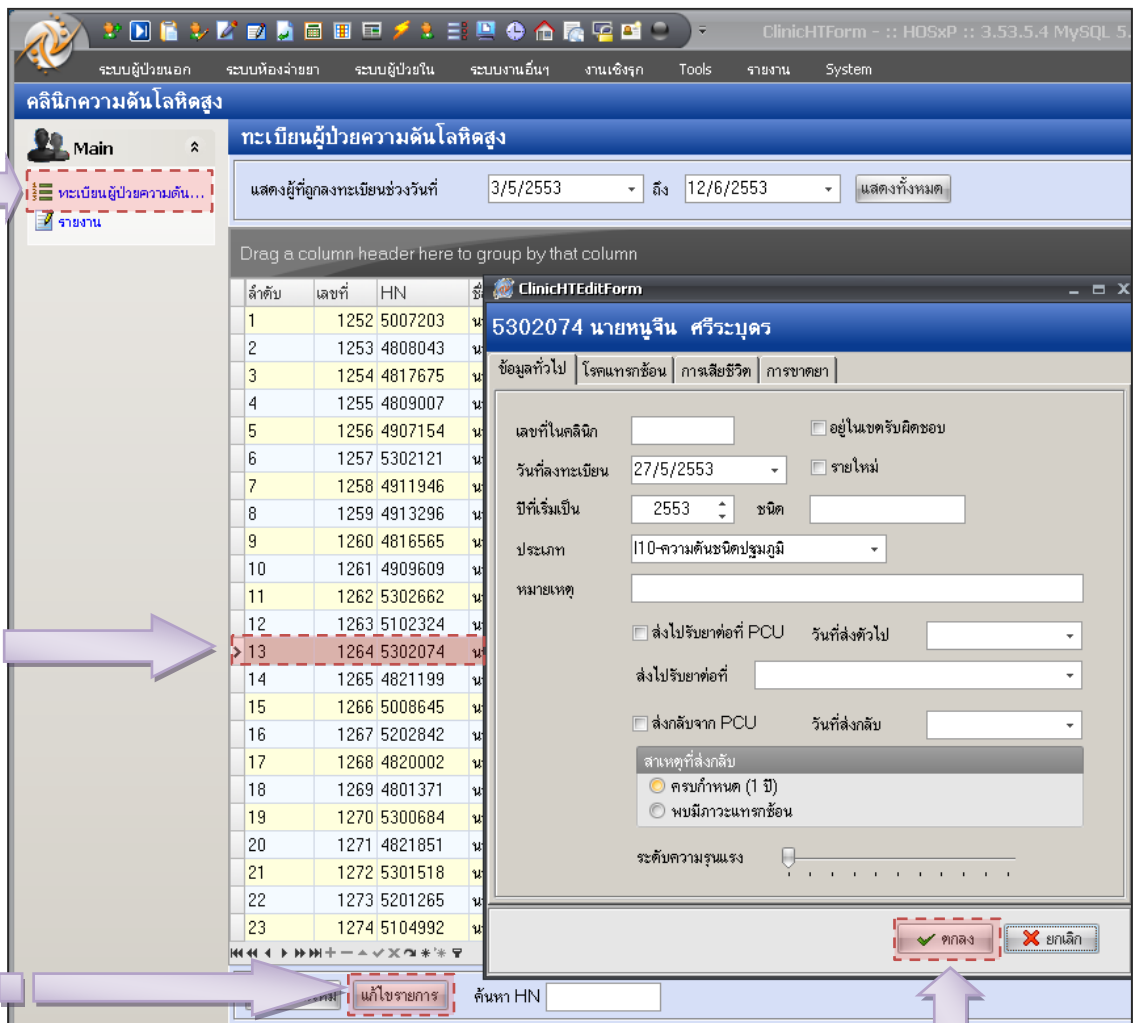 ClinicHTForm - :: HOSxP :: 3.53.5.4 MySQL 5.
ระบบผู้ป่วยนอก ระบบห้องจ่ายยา ระบบผู้ป่วยใน ระบบงานอื่นๆ งานเชิงรุก Tools รายงาน System
คลินิกความดันโลหิตสูง
Main
ทะเบียนผู้ป่วยความดัน...
รายงาน
ทะเบียนผู้ป่วยความดันโลหิตสูง
แสดงผู้ที่ถูกลงทะเบียนช่วงวันที่ 3/5/2553 ถึง 12/6/2553 แสดงทั้งหมด
Drag a column header here to group by that column
ลำดับ เลขที่ HN
1 1252 5007203
2 1253 4808043
3 1254 4817675
4 1255 4809007
5 1256 4907154
6 1257 5302121
7 1258 4911946
8 1259 4913296
9 1260 4816565
10 1261 4909609
11 1262 5302662
12 1263 5102324
13 1264 5302074
14 1265 4821199
15 1266 5008645
16 1267 5202842
17 1268 4820002
18 1269 4801371
19 1270 5300684
20 1271 4821851
21 1272 5301518
22 1273 5201265
23 1274 5104992
แก้ไขรายการ ค้นหา HN
ClinicHTEditForm
5302074 นายหนูจีน ศรีระบุตร
ข้อมูลทั่วไป โรคแทรกซ้อน การเสียชีวิต การขาดยา
เลขที่ในคลินิก อยู่ในเขตรับผิดชอบ
วันที่ลงทะเบียน 27/5/2553 รายใหม่
ปีที่เริ่มเป็น 2553 ชนิด
ประเภท I10-ความดันชนิดปฐมภูมิ
หมายเหตุ
ส่งไปรับยาต่อที่ PCU วันที่ส่งตัวไป
ส่งไปรับยาต่อที่
ส่งกลับจาก PCU วันที่ส่งกลับ
สาเหตุที่ส่งกลับ
ครบกำหนด (1 ปี)
พบมีภาวะแทรกซ้อน
ระดับความรุนแรง
ตกลง ยกเลิก